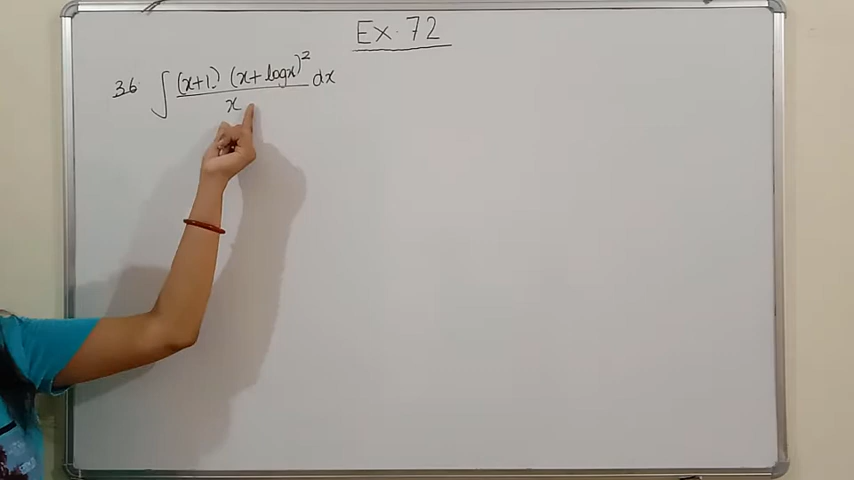 Ex. 72
36. ∫ (x+1) (x+logx)² / x dx